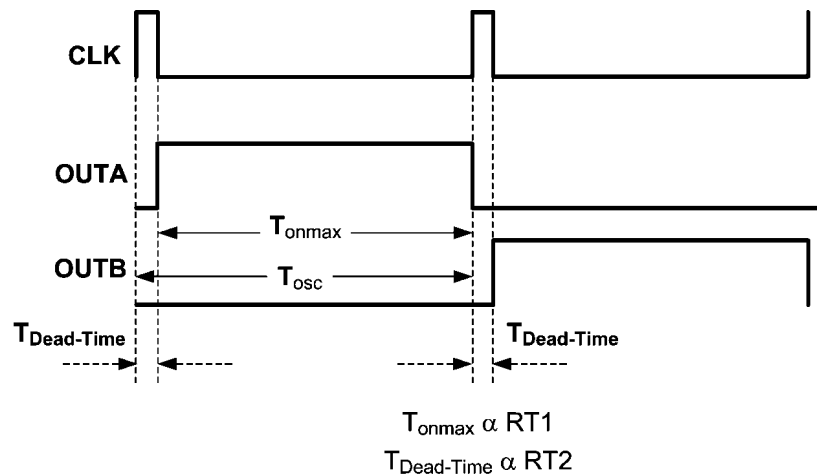 CLK
OUTA
Tonmax
OUTB
Tosc
TDead-Time
TDead-Time
Tonmax α RT1
TDead-Time α RT2